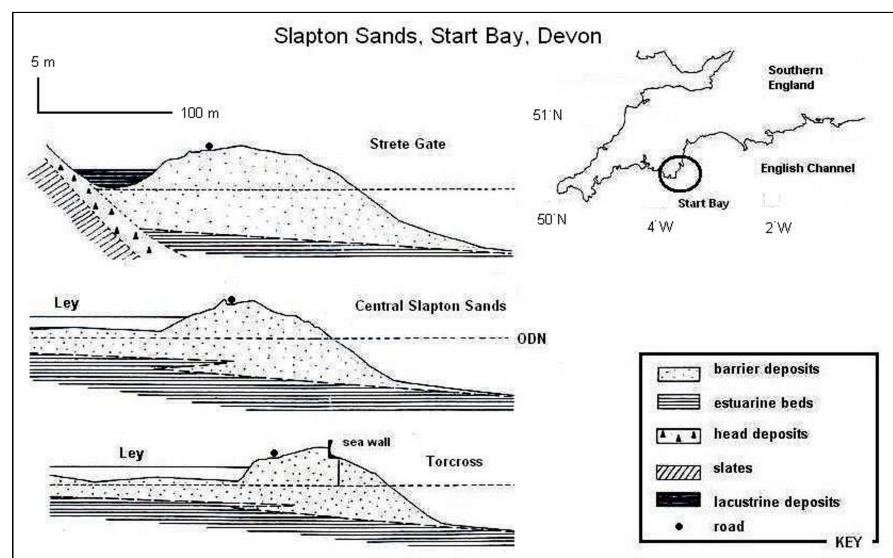 Slapton Sands, Start Bay, Devon
5 m
100 m
Strete Gate
Southern
England
51°N
English Channel
Start Bay
50°N
4°W
2°W
Ley
Central Slapton Sands
ODN
sea wall
Ley
Torcross
barrier deposits
estuarine beds
head deposits
slates
lacustrine deposits
road
KEY